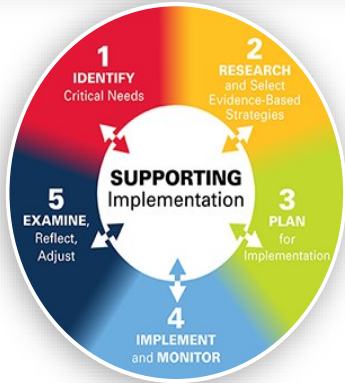 1
IDENTIFY
Critical Needs
2
RESEARCH
and Select
Evidence-Based
Strategies
SUPPORTING
Implementation
3
PLAN
for
Implementation
4
IMPLEMENT
and MONITOR
5
EXAMINE,
Reflect,
Adjust